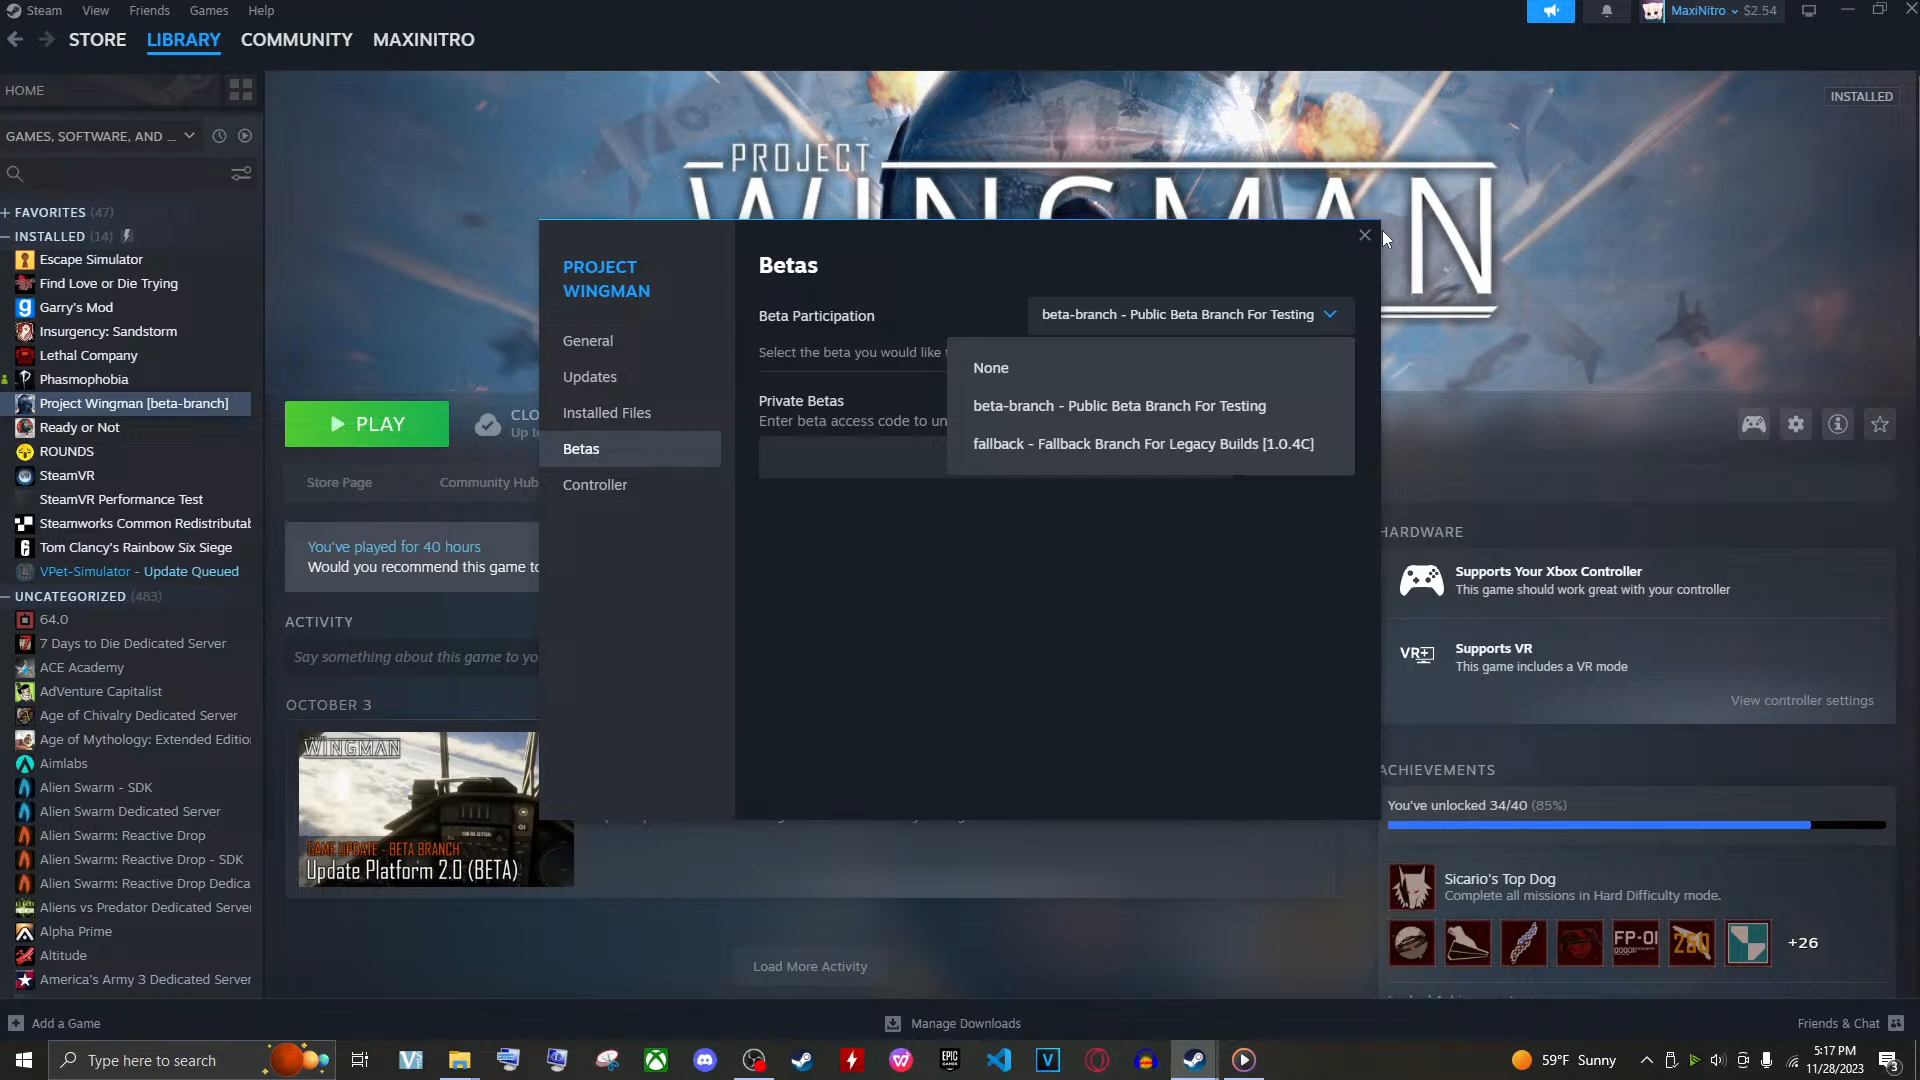 Steam View Friends Games Help
MaxiNitro $2.54
STORE LIBRARY COMMUNITY MAXINITRO
HOME
INSTALLED
GAMES, SOFTWARE, AND ...
PROJECT
WINGMAN
+ FAVORITES (47)
— INSTALLED (14)
Escape Simulator
Find Love or Die Trying
Garry's Mod
Insurgency: Sandstorm
Lethal Company
Phasmophobia
Project Wingman [beta-branch]
Ready or Not
ROUNDS
SteamVR
SteamVR Performance Test
Steamworks Common Redistributab
Tom Clancy's Rainbow Six Siege
VPet-Simulator - Update Queued
— UNCATEGORIZED (483)
64.0
7 Days to Die Dedicated Server
ACE Academy
AdVenture Capitalist
Age of Chivalry Dedicated Server
Age of Mythology: Extended Editio
Aimlabs
Alien Swarm - SDK
Alien Swarm Dedicated Server
Alien Swarm: Reactive Drop
Alien Swarm: Reactive Drop - SDK
Alien Swarm: Reactive Drop Dedica
Aliens vs Predator Dedicated Serve
Alpha Prime
Altitude
America's Army 3 Dedicated Server
PROJECT
WINGMAN
General
Updates
Installed Files
Betas
Controller
Betas
Beta Participation
beta-branch - Public Beta Branch For Testing
Select the beta you would like
None
beta-branch - Public Beta Branch For Testing
fallback - Fallback Branch For Legacy Builds [1.0.4C]
Private Betas
Enter beta access code to un
PLAY
CLO
Up t
Store Page Community Hub
You've played for 40 hours
Would you recommend this game to
ACTIVITY
Say something about this game to yo
OCTOBER 3
WINGMAN
GAME UPDATE - BETA BRANCH
Update Platform 2.0 (BETA)
Load More Activity
HARDWARE
Supports Your Xbox Controller
This game should work great with your controller
VR
Supports VR
This game includes a VR mode
View controller settings
ACHIEVEMENTS
You've unlocked 34/40 (85%)
Sicario's Top Dog
Complete all missions in Hard Difficulty mode.
FP-01
+26
Add a Game
Manage Downloads
Friends & Chat
Type here to search
EPIC GAMES
59°F Sunny
5:17 PM
11/28/2023
3